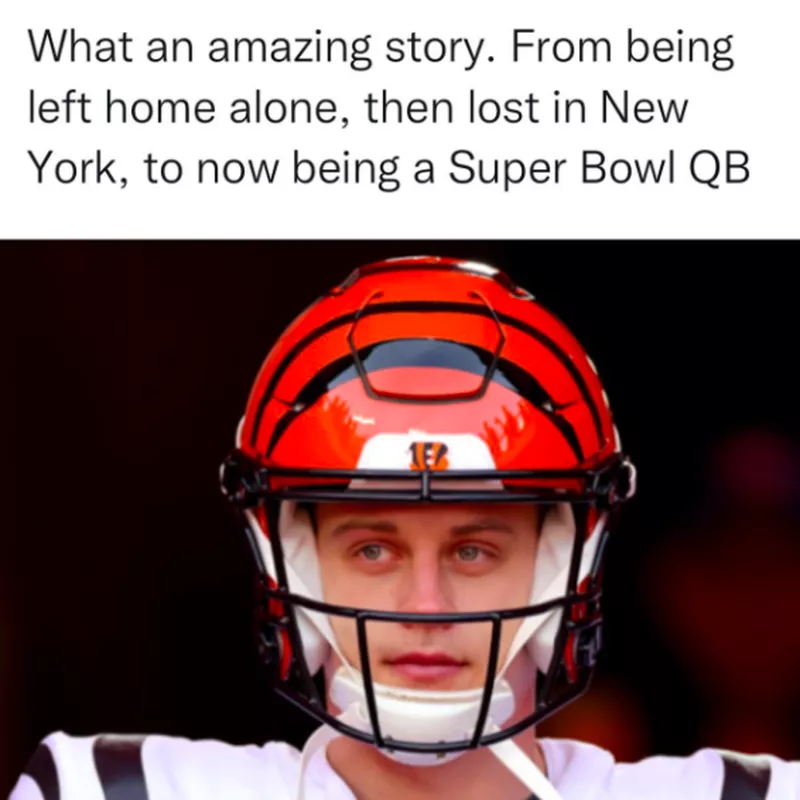 What an amazing story. From being
left home alone, then lost in New
York, to now being a Super Bowl QB
B